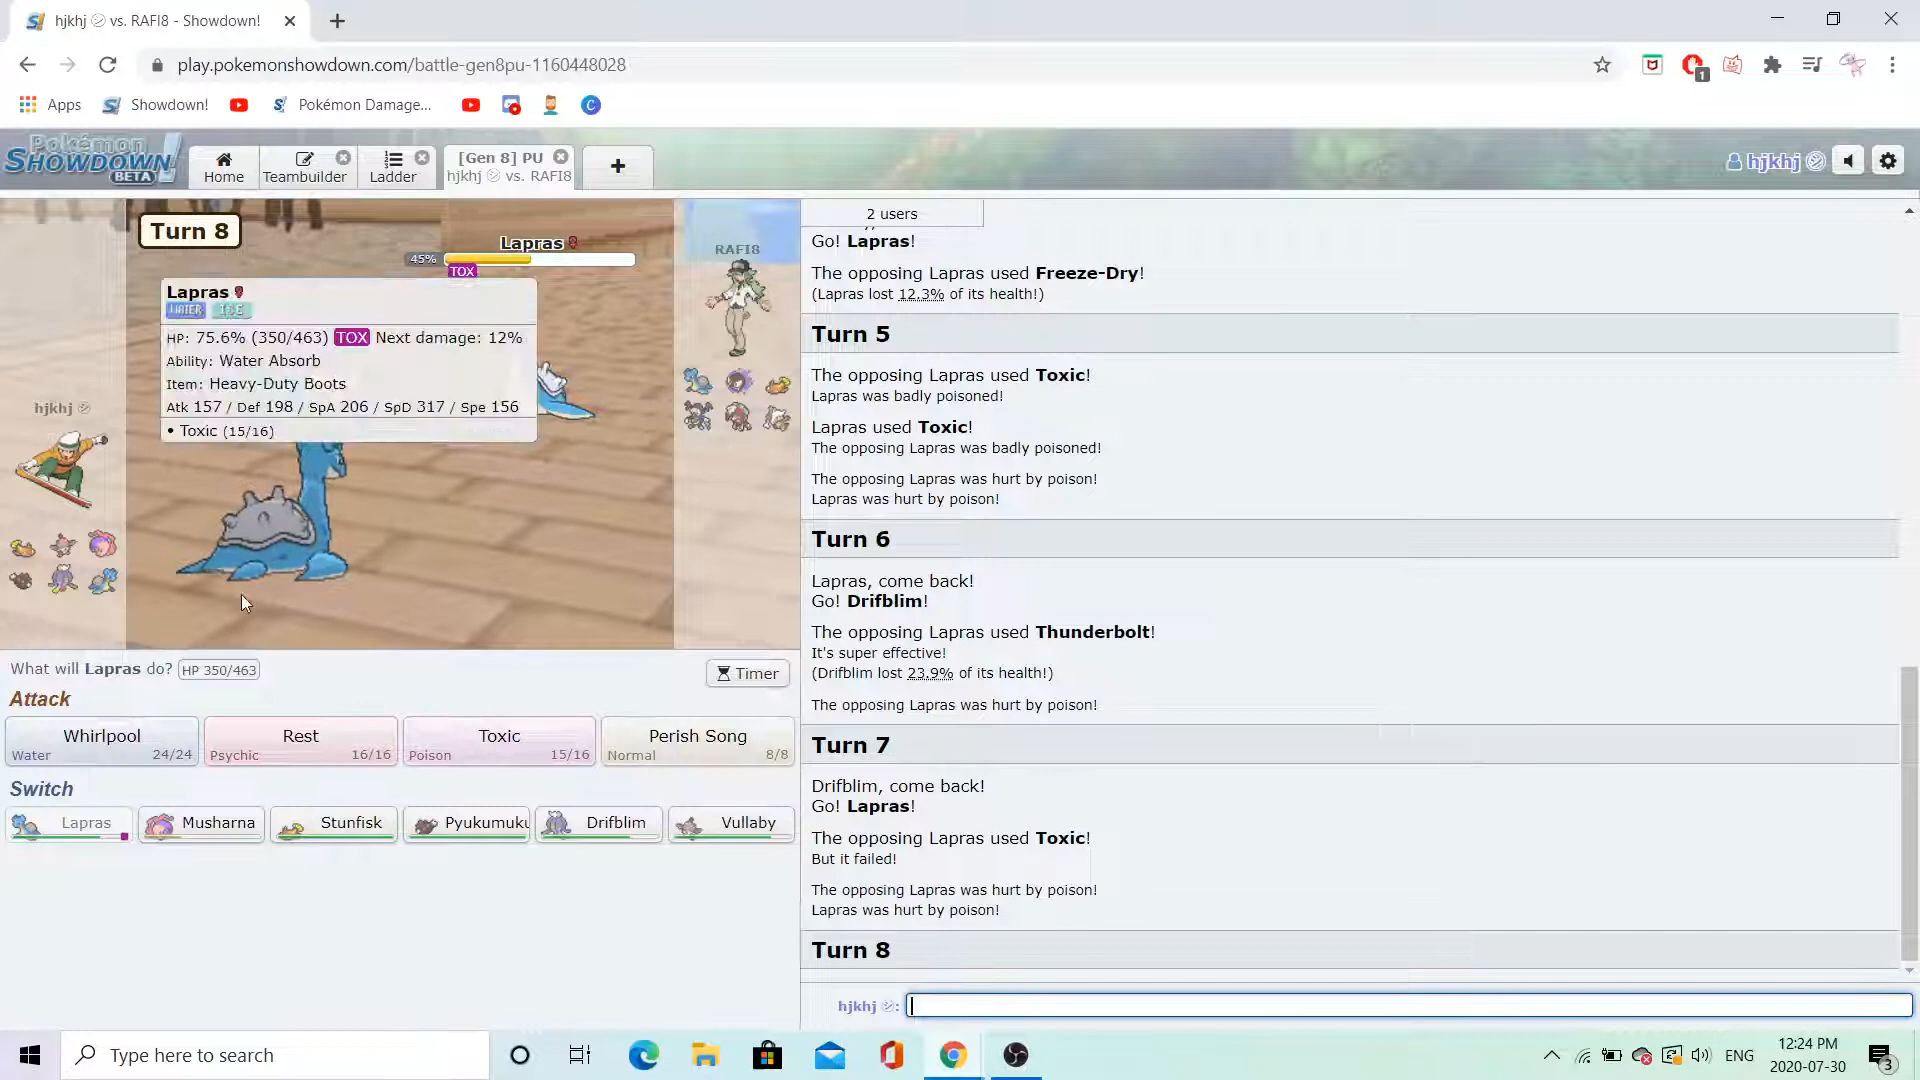 hjkhj vs. RAFI8 - Showdown!
play.pokemonshowdown.com/battle-gen8pu-1160448028
1
Apps
Showdown!
Pokémon Damage...
Pokémon
SHOWDOWN!
BETA
Home
Teambuilder
Ladder
[Gen 8] PU
hjkhj vs. RAFI8
+
hjkhj
Turn 8
Lapras
45%
TOX
RAFI8
Lapras
WATER ICE
HP: 75.6% (350/463) TOX Next damage: 12%
Ability: Water Absorb
Item: Heavy-Duty Boots
Atk 157 / Def 198 / SpA 206 / SpD 317 / Spe 156
• Toxic (15/16)
hjkhj
What will Lapras do? HP 350/463
Timer
Attack
Whirlpool
Water 24/24
Rest
Psychic 16/16
Toxic
Poison 15/16
Perish Song
Normal 8/8
Switch
Lapras
Musharna
Stunfisk
Pyukumuku
Drifblim
Vullaby
2 users
Go! Lapras!
The opposing Lapras used Freeze-Dry!
(Lapras lost 12.3% of its health!)
Turn 5
The opposing Lapras used Toxic!
Lapras was badly poisoned!
Lapras used Toxic!
The opposing Lapras was badly poisoned!
The opposing Lapras was hurt by poison!
Lapras was hurt by poison!
Turn 6
Lapras, come back!
Go! Drifblim!
The opposing Lapras used Thunderbolt!
It's super effective!
(Drifblim lost 23.9% of its health!)
The opposing Lapras was hurt by poison!
Turn 7
Drifblim, come back!
Go! Lapras!
The opposing Lapras used Toxic!
But it failed!
The opposing Lapras was hurt by poison!
Lapras was hurt by poison!
Turn 8
hjkhj :
Type here to search
ENG
12:24 PM
2020-07-30
3